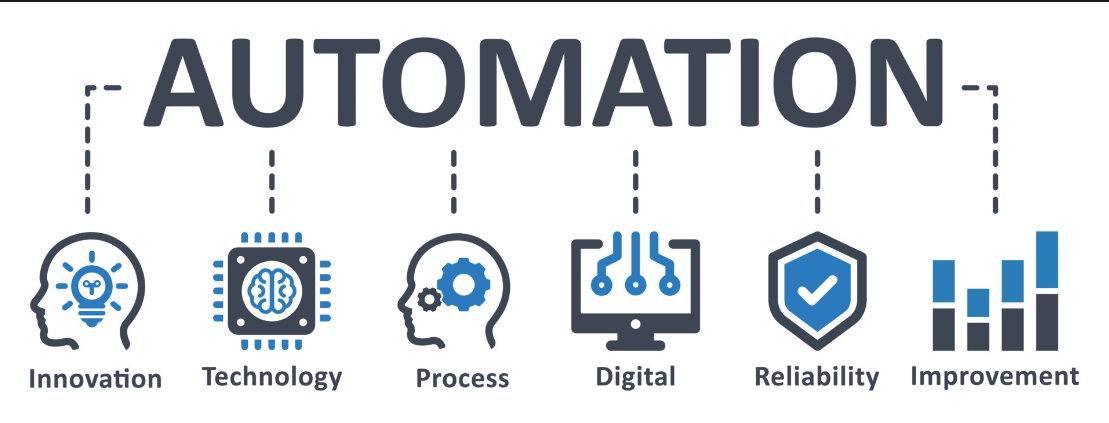 AUTOMATION
Innovation
Technology
Process
Digital
Reliability
Improvement